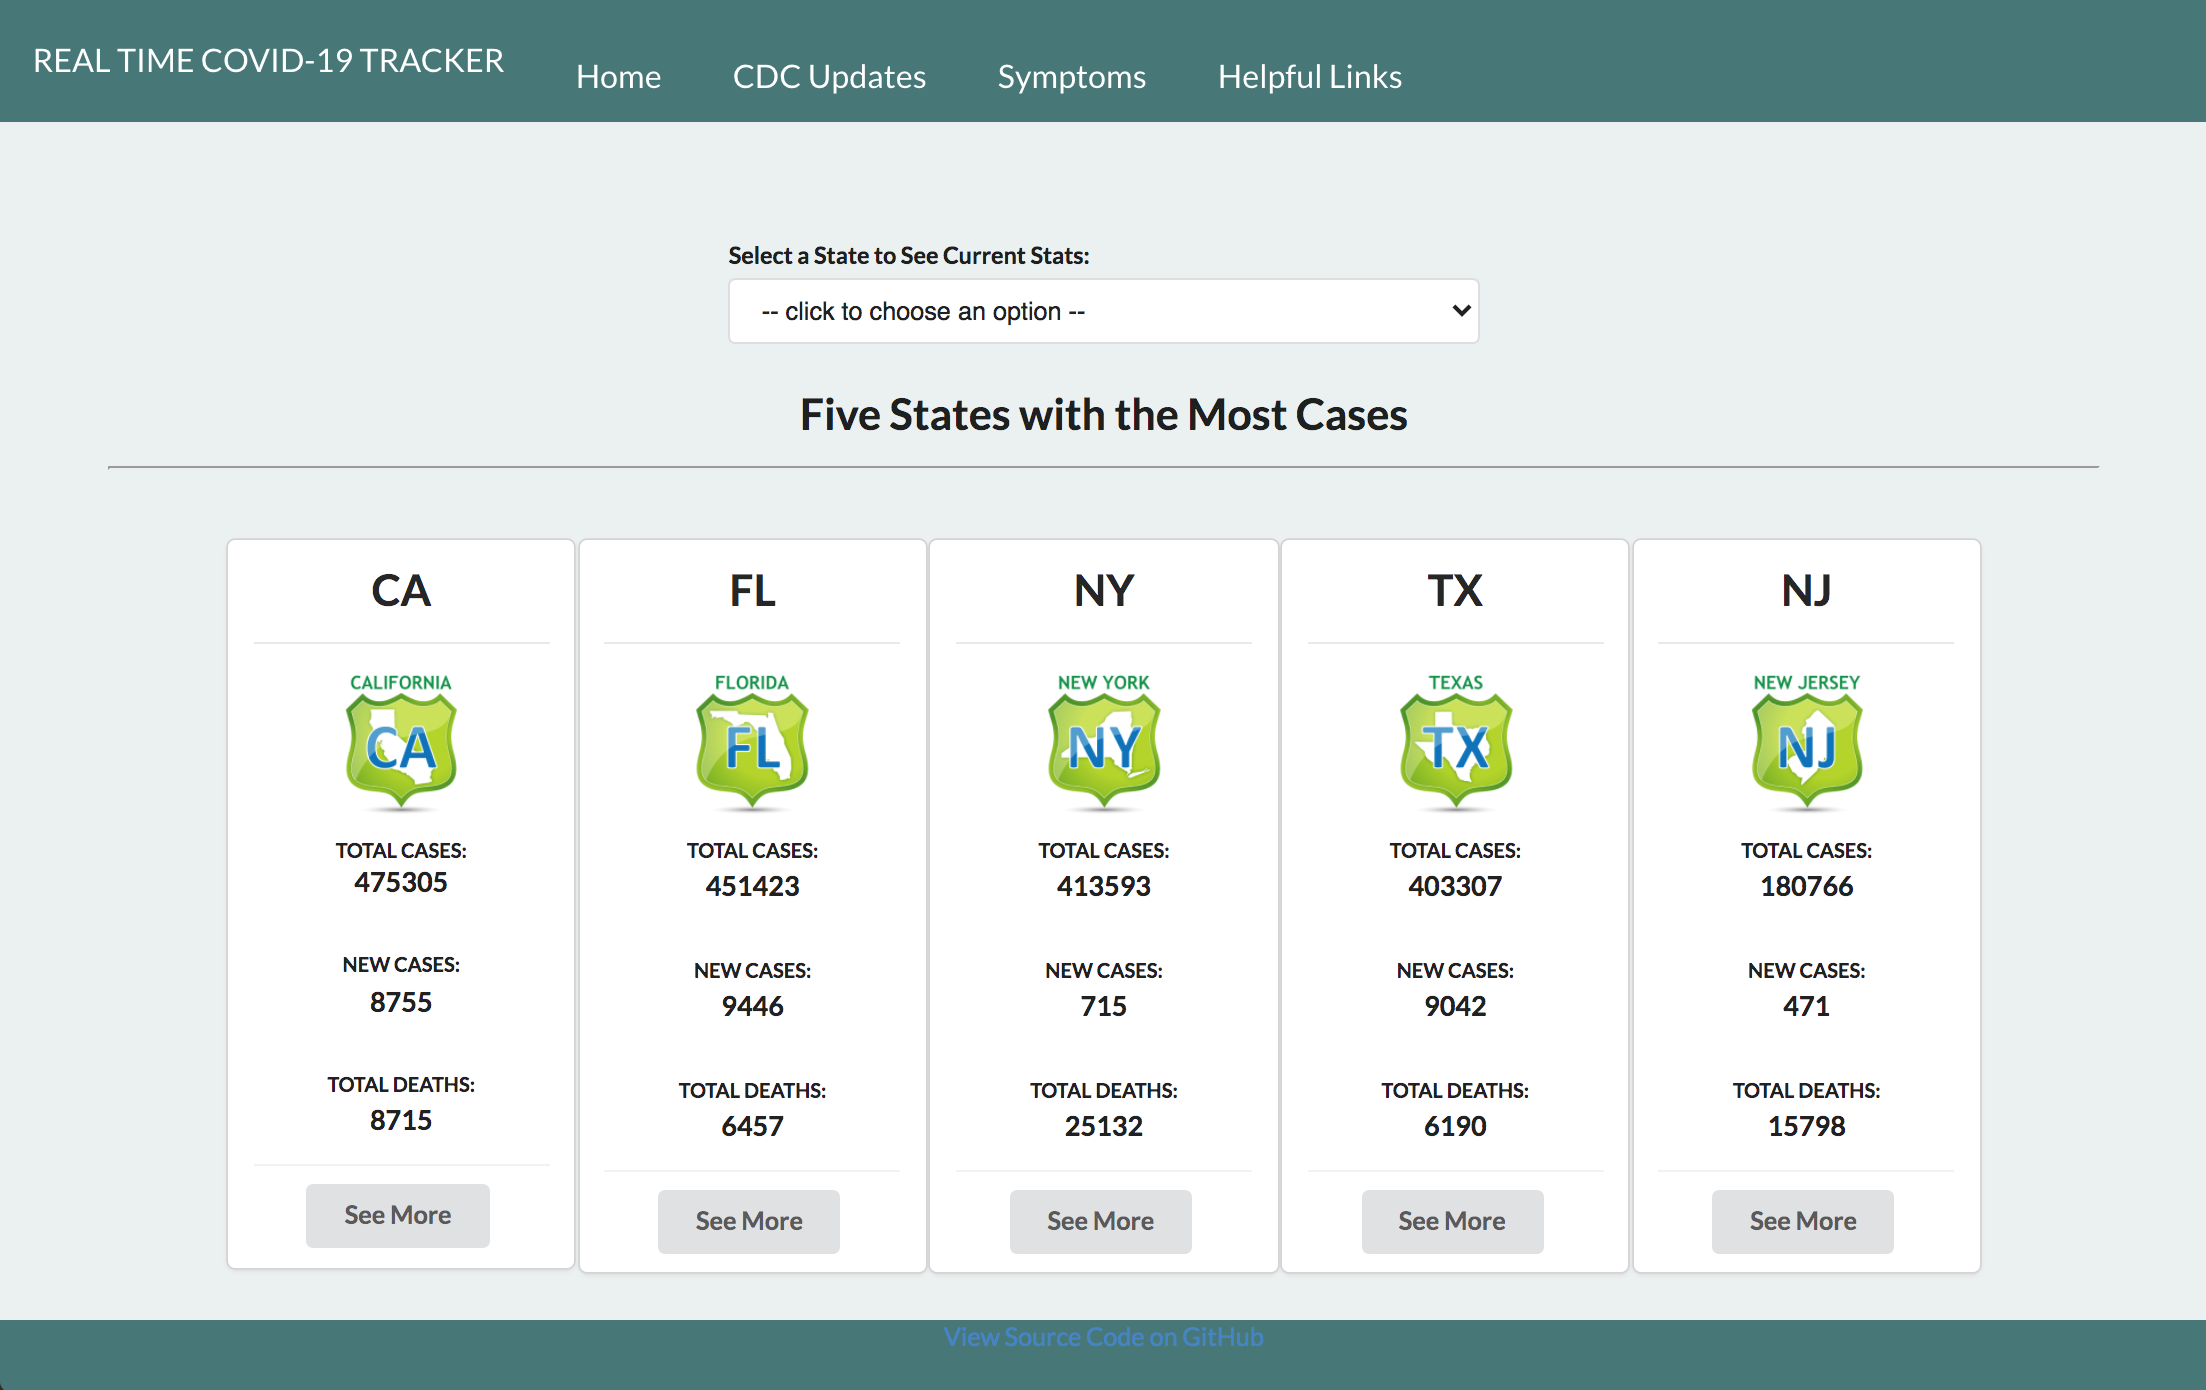 REAL TIME COVID-19 TRACKER
Home
CDC Updates
Symptoms
Helpful Links
Select a State to See Current Stats:
-- click to choose an option --
Five States with the Most Cases
CA
CALIFORNIA
CA
TOTAL CASES:
475305
NEW CASES:
8755
TOTAL DEATHS:
8715
See More
FL
FLORIDA
FL
TOTAL CASES:
451423
NEW CASES:
9446
TOTAL DEATHS:
6457
See More
NY
NEW YORK
NY
TOTAL CASES:
413593
NEW CASES:
715
TOTAL DEATHS:
25132
See More
TX
TEXAS
TX
TOTAL CASES:
403307
NEW CASES:
9042
TOTAL DEATHS:
6190
See More
NJ
NEW JERSEY
NJ
TOTAL CASES:
180766
NEW CASES:
471
TOTAL DEATHS:
15798
See More
View Source Code on GitHub